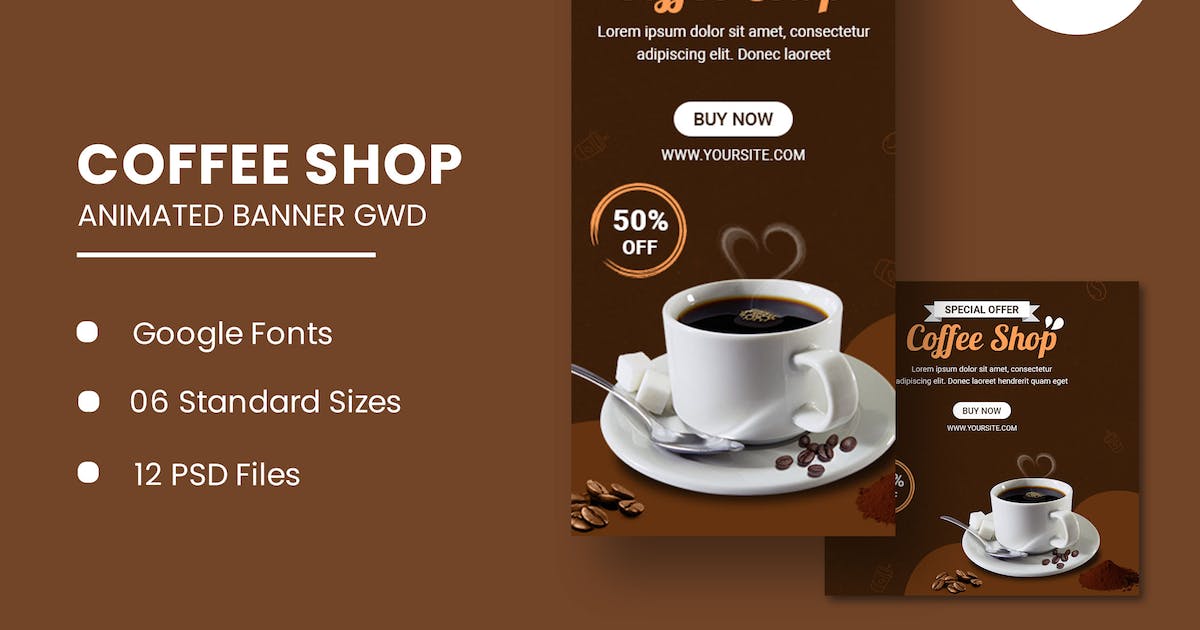 COFFEE SHOP
ANIMATED BANNER GWD
Google Fonts
06 Standard Sizes
12 PSD Files
Lorem ipsum dolor sit amet, consectetur
adipiscing elit. Donec laoreet
BUY NOW
WWW.YOURSITE.COM
50%
OFF
SPECIAL OFFER
Coffee Shop
Lorem ipsum dolor sit amet, consectetur
adipiscing elit. Donec laoreet hendrerit quam eget
BUY NOW
WWW.YOURSITE.COM
%